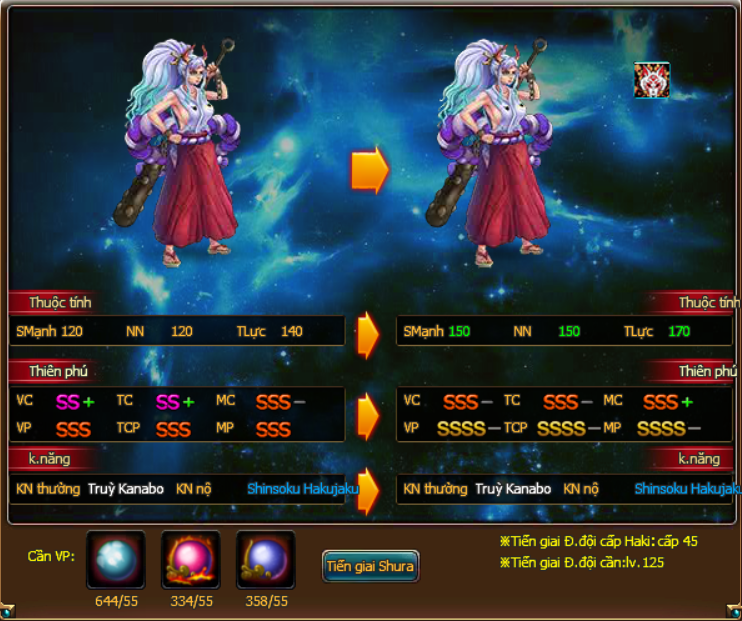 Thuộc tính Thuộc tính
SMạnh 120 NN 120 TLực 140 SMạnh 150 NN 150 TLực 170
Thiên phú Thiên phú
VC SS+ TC SS+ MC SSS− VC SSS− TC SSS− MC SSS+
VP SSS TCP SSS MP SSS VP SSSS− TCP SSSS− MP SSSS−
k.năng k.năng
KN thường Truỳ Kanabo KN nộ Shinsoku Hakujaku KN thường Truỳ Kanabo KN nộ Shinsoku Hakujaku
※Tiến giai Đ.đội cấp Haki: cấp 45
Cần VP: ※Tiến giai Đ.đội cần:lv.125
Tiến giai Shura
644/55 334/55 358/55